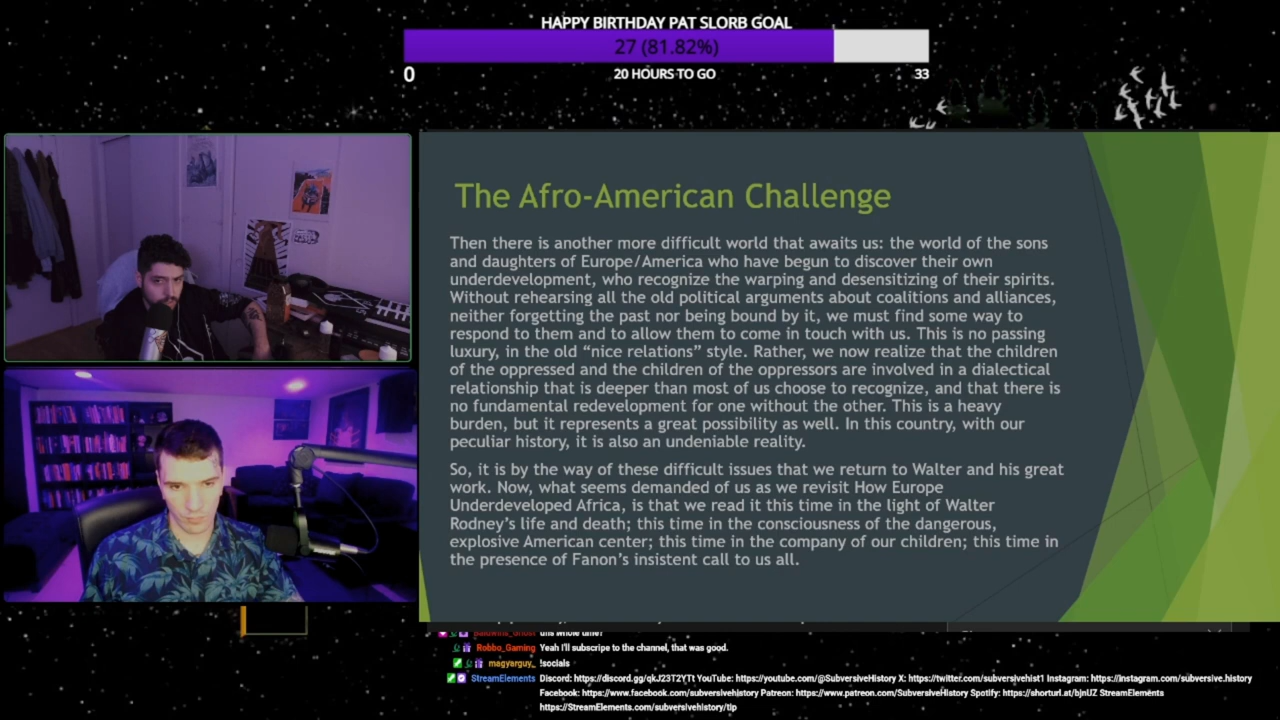 HAPPY BIRTHDAY PAT SLORB GOAL
27 (81.82%)
0
20 HOURS TO GO
33
The Afro-American Challenge
Then there is another more difficult world that awaits us: the world of the sons
and daughters of Europe/America who have begun to discover their own
underdevelopment, who recognize the warping and desensitizing of their spirits.
Without rehearsing all the old political arguments about coalitions and alliances,
neither forgetting the past nor being bound by it, we must find some way to
respond to them and to allow them to come in touch with us. This is no passing
luxury, in the old “nice relations” style. Rather, we now realize that the children
of the oppressed and the children of the oppressors are involved in a dialectical
relationship that is deeper than most of us choose to recognize, and that there is
no fundamental redevelopment for one without the other. This is a heavy
burden, but it represents a great possibility as well. In this country, with our
peculiar history, it is also an undeniable reality.
So, it is by the way of these difficult issues that we return to Walter and his great
work. Now, what seems demanded of us as we revisit How Europe
Underdeveloped Africa, is that we read it this time in the light of Walter
Rodney’s life and death; this time in the consciousness of the dangerous,
explosive American center; this time in the company of our children; this time in
the presence of Fanon’s insistent call to us all.
Baldwins_Ghost this whole time?
Robbo_Gaming Yeah I'll subscripe to the channel, that was good.
magyarguy_ !socials
StreamElements Discord: https://discord.gg/qkJ23T2YTt YouTube: https://youtube.com/@SubversiveHistory X: https://twitter.com/subversivehist1 Instagram: https://instagram.com/subversive.history
Facebook: https://www.facebook.com/subversivehistory Patreon: https://www.patreon.com/SubversiveHistory Spotify: https://shorturl.at/bjnUZ StreamElements
https://StreamElements.com/subversivehistory/tip